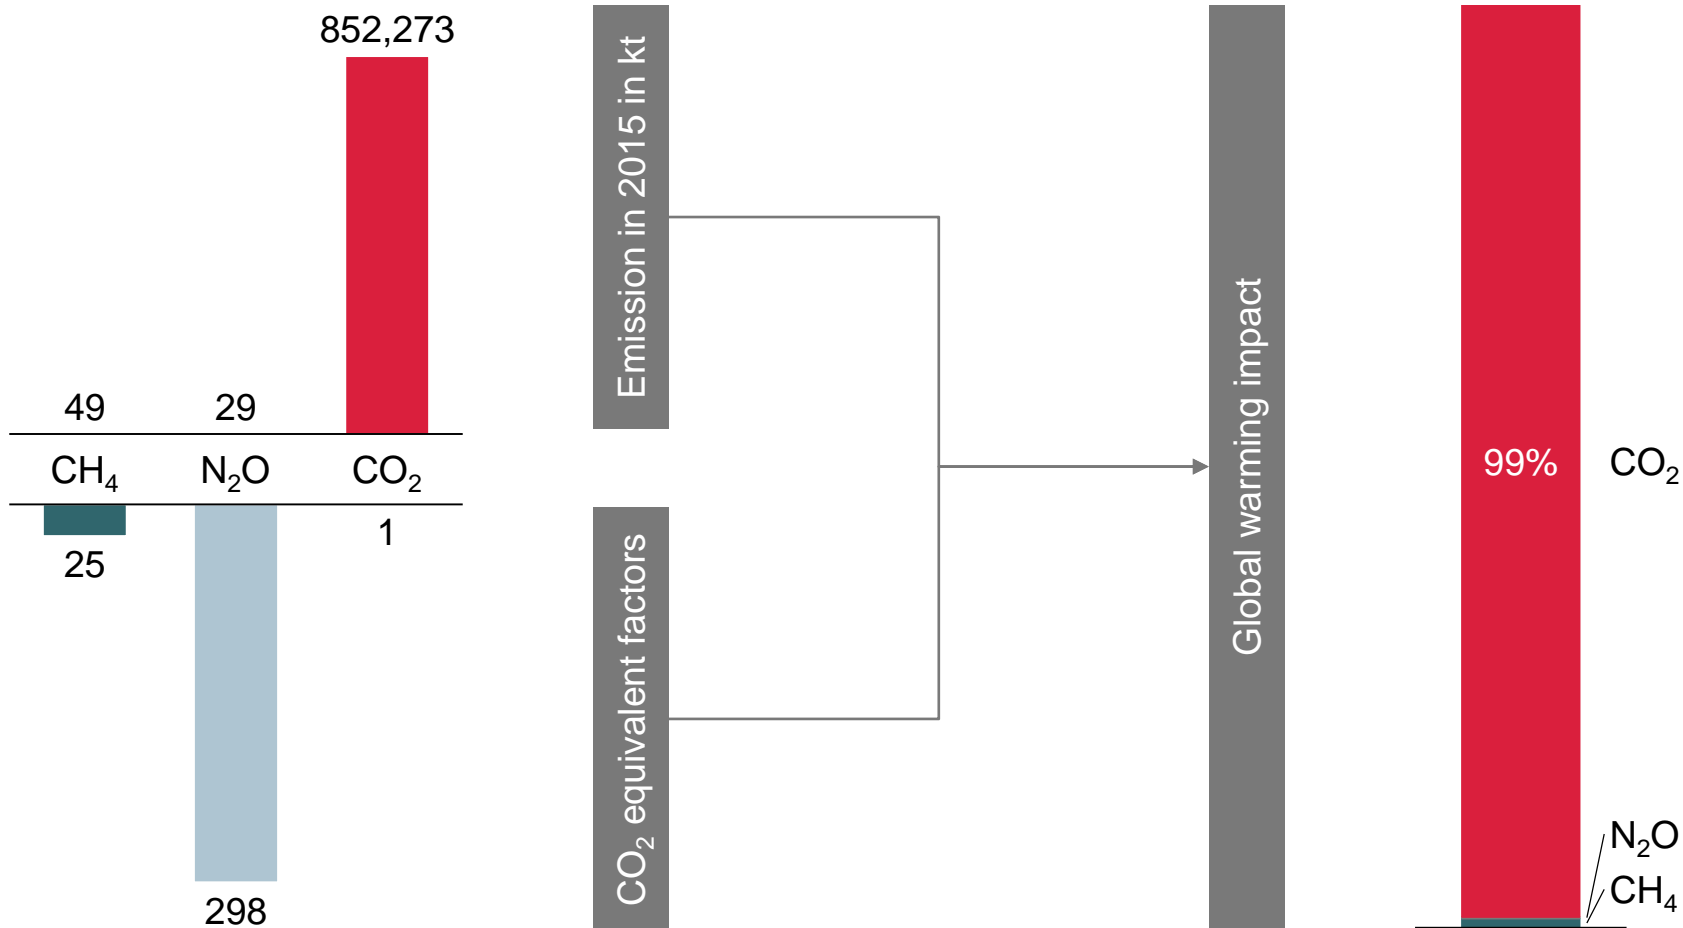 852,273
49 29
CH₄ N₂O CO₂
25 1
298
Emission in 2015 in kt
CO₂ equivalent factors
Global warming impact
99% CO₂
N₂O
CH₄